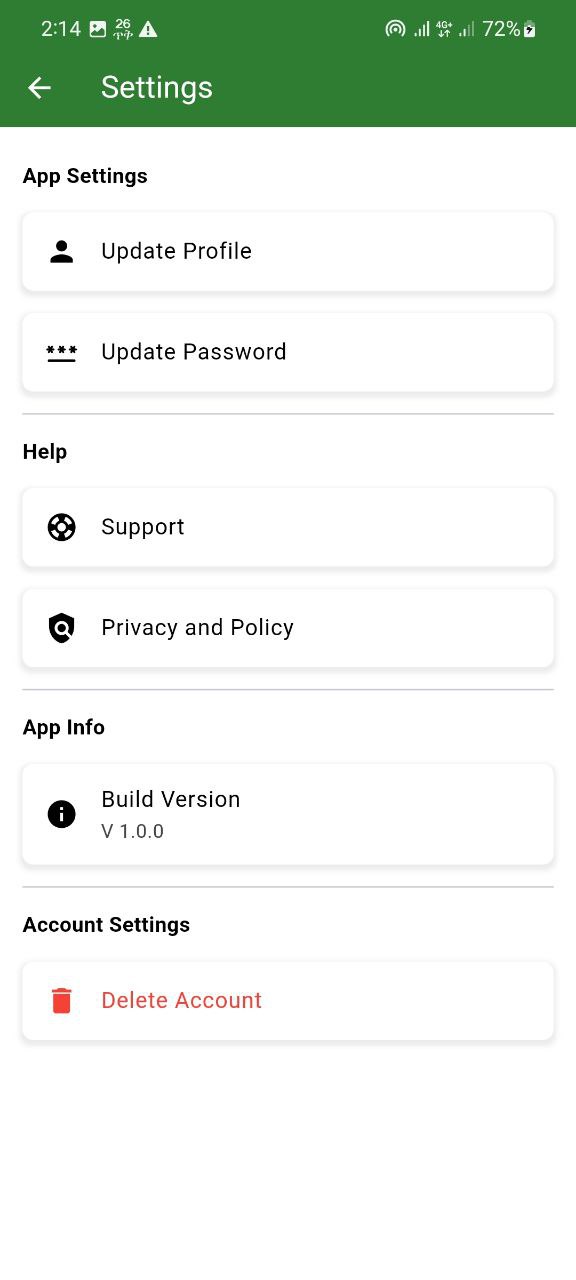 2:14
26
ጥቅ
4G+
72%
Settings
App Settings
Update Profile
Update Password
Help
Support
Privacy and Policy
App Info
Build Version
V 1.0.0
Account Settings
Delete Account